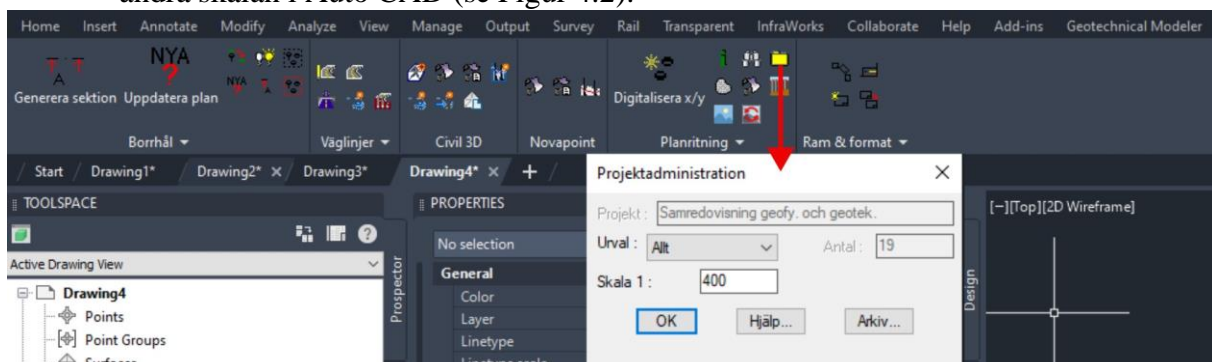 ändra skalan i Auto CAD (se Figur 4.2).
Home Insert Annotate Modify Analyze View Manage Output Survey Rail Transparent InfraWorks Collaborate Help Add-ins Geotechnical Modeler
NYA
NYA
Generera sektion Uppdatera plan
Digitalisera x/y
Borrhål Väglinjer Civil 3D Novapoint Planritning Ram & format
Start Drawing1* Drawing2* Drawing3* Drawing4*
TOOLSPACE
PROPERTIES
Projektadministration
[−][Top][2D Wireframe]
Projekt : Samredovisning geofy. och geotek.
No selection
Urval : Allt Antal : 19
Active Drawing View
General
Skala 1 : 400
Prospector
Design
Drawing4
Color
Points
Layer
OK Hjälp... Arkiv...
Point Groups
Linetype
Surfaces
Linetype scale